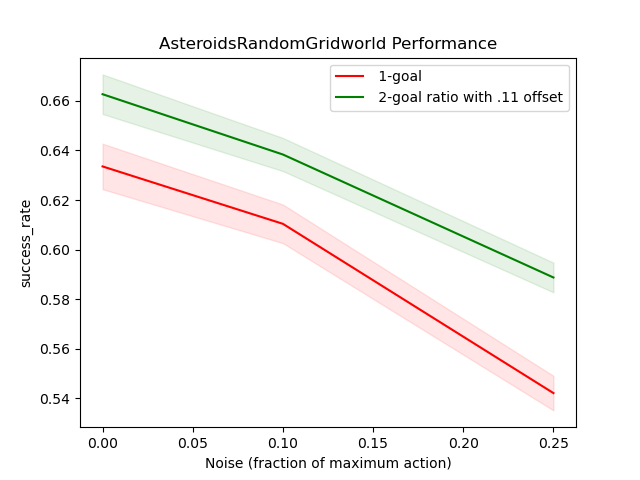 AsteroidsRandomGridworld Performance
1-goal
2-goal ratio with .11 offset
success_rate
0.66
0.64
0.62
0.60
0.58
0.56
0.54
0.00 0.05 0.10 0.15 0.20 0.25
Noise (fraction of maximum action)